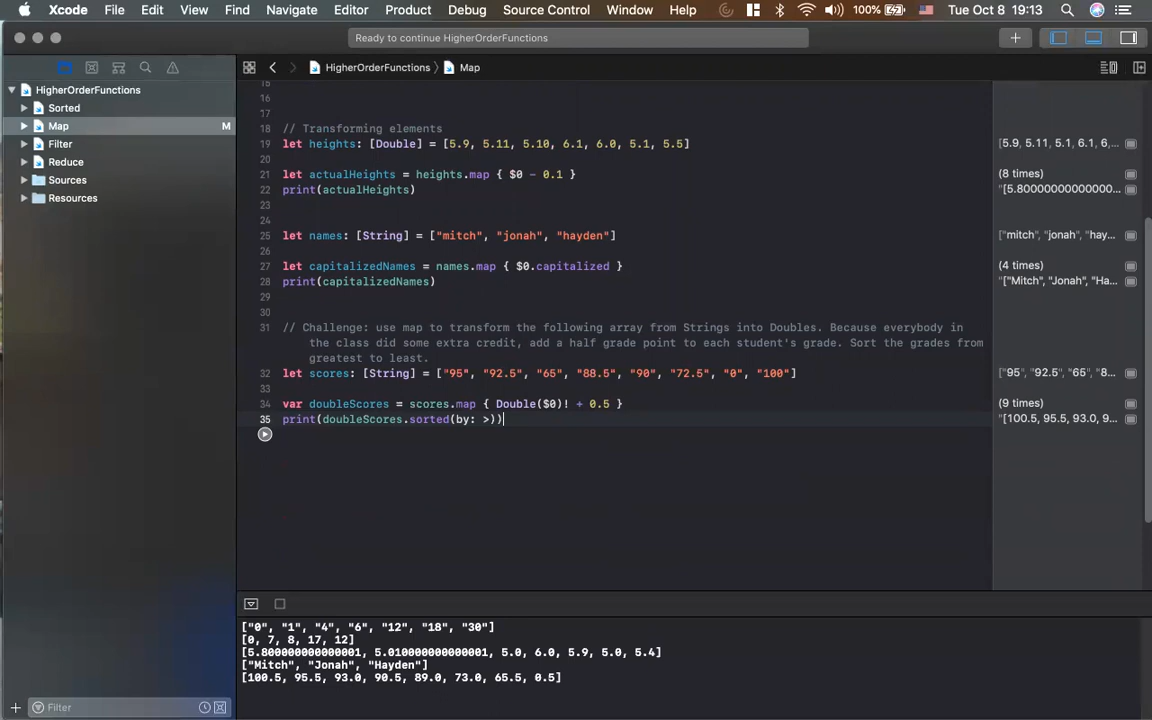 Xcode File Edit View Find Navigate Editor Product Debug Source Control Window Help 100% Tue Oct 8 19:13
Ready to continue HigherOrderFunctions
HigherOrderFunctions Map
HigherOrderFunctions
Sorted
Map M
Filter
Reduce
Sources
Resources
15
16
17
18 // Transforming elements
19 let heights: [Double] = [5.9, 5.11, 5.10, 6.1, 6.0, 5.1, 5.5] [5.9, 5.11, 5.1, 6.1, 6,...
20
21 let actualHeights = heights.map { $0 - 0.1 } (8 times)
22 print(actualHeights) "[5.80000000000000...
23
24
25 let names: [String] = ["mitch", "jonah", "hayden"] ["mitch", "jonah", "hay...
26
27 let capitalizedNames = names.map { $0.capitalized } (4 times)
28 print(capitalizedNames) "["Mitch", "Jonah", "Ha...
29
30
31 // Challenge: use map to transform the following array from Strings into Doubles. Because everybody in
the class did some extra credit, add a half grade point to each student's grade. Sort the grades from
greatest to least.
32 let scores: [String] = ["95", "92.5", "65", "88.5", "90", "72.5", "0", "100"] ["95", "92.5", "65", "8...
33
34 var doubleScores = scores.map { Double($0)! + 0.5 } (9 times)
35 print(doubleScores.sorted(by: >)) "[100.5, 95.5, 93.0, 9...
["0", "1", "4", "6", "12", "18", "30"]
[0, 7, 8, 17, 12]
[5.800000000000001, 5.010000000000001, 5.0, 6.0, 5.9, 5.0, 5.4]
["Mitch", "Jonah", "Hayden"]
[100.5, 95.5, 93.0, 90.5, 89.0, 73.0, 65.5, 0.5]
Filter